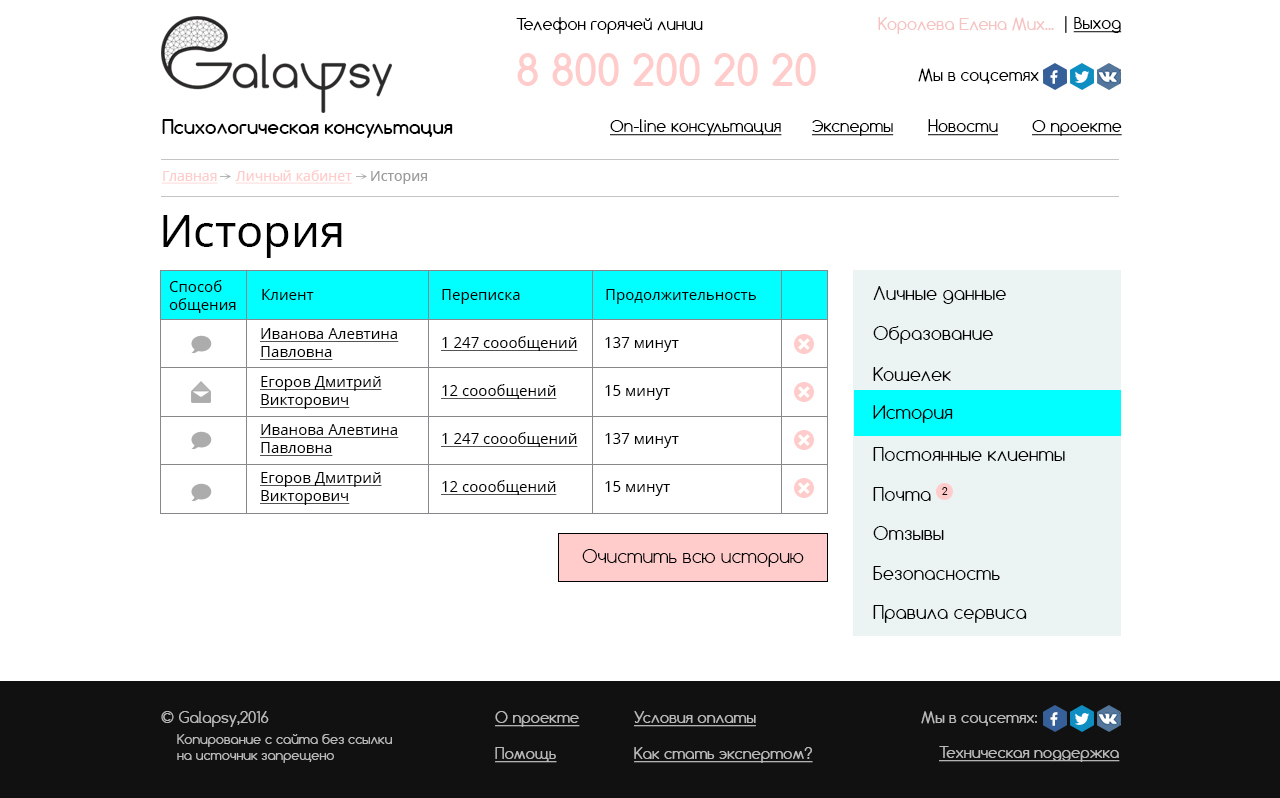 Galapsy
Психологическая консультация
Телефон горячей линии
8 800 200 20 20
Королева Елена Мих... | Выход
Мы в соцсетях
On-line консультация Эксперты Новости О проекте
Главная → Личный кабинет → История
История
Способ общения
Клиент
Переписка
Продолжительность
Иванова Алевтина
Павловна
1 247 соообщений
137 минут
Егоров Дмитрий
Викторович
12 соообщений
15 минут
Иванова Алевтина
Павловна
1 247 соообщений
137 минут
Егоров Дмитрий
Викторович
12 соообщений
15 минут
Очистить всю историю
Личные данные
Образование
Кошелек
История
Постоянные клиенты
Почта 2
Отзывы
Безопасность
Правила сервиса
© Galapsy,2016
Копирование с сайта без ссылки
на источник запрещено
О проекте
Помощь
Условия оплаты
Как стать экспертом?
Мы в соцсетях:
Техническая поддержка